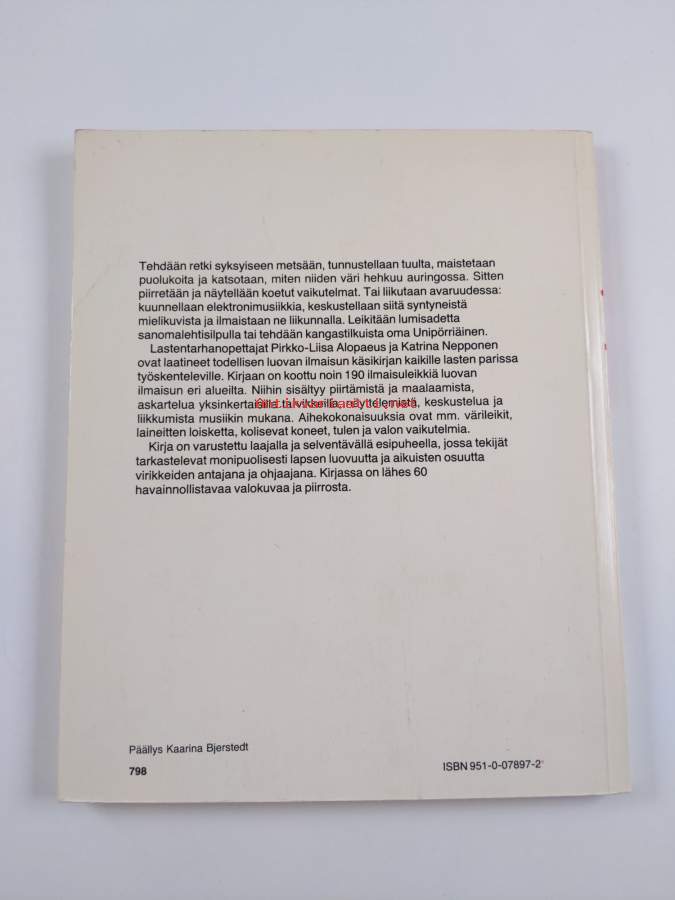 Tehdään retki syksyiseen metsään, tunnustellaan tuulta, maistetaan
puolukoita ja katsotaan, miten niiden väri hehkuu auringossa. Sitten
piirretään ja näytellään koetut vaikutelmat. Tai liikutaan avaruudessa:
kuunnellaan elektronimusiikkia, keskustellaan siitä syntyneistä
mielikuvista ja ilmaistaan ne liikunnalla. Leikitään lumisadetta
sanomalehtisilpulla tai tehdään kangastilkuista oma Unipörriäinen.
Lastentarhanopettajat Pirkko-Liisa Alopaeus ja Katrina Nepponen
ovat laatineet todellisen luovan ilmaisun käsikirjan kaikille lasten parissa
työskenteleville. Kirjaan on koottu noin 190 ilmaisuleikkiä luovan
ilmaisun eri alueilta. Niihin sisältyy piirtämistä ja maalaamista,
askartelua yksinkertaisilla tarvikkeilla, näyttelemistä, keskustelua ja
liikkumista musiikin mukana. Aihekokonaisuuksia ovat mm. värileikit,
laineitten loisketta, kolisevat koneet, tulen ja valon vaikutelmia.
Kirja on varustettu laajalla ja selventävällä esipuheella, jossa tekijät
tarkastelevat monipuolisesti lapsen luovuutta ja aikuisten osuutta
virikkeiden antajana ja ohjaajana. Kirjassa on lähes 60
havainnollistavaa valokuvaa ja piirrosta.
Päällys Kaarina Bjerstedt
798
ISBN 951-0-07897-2